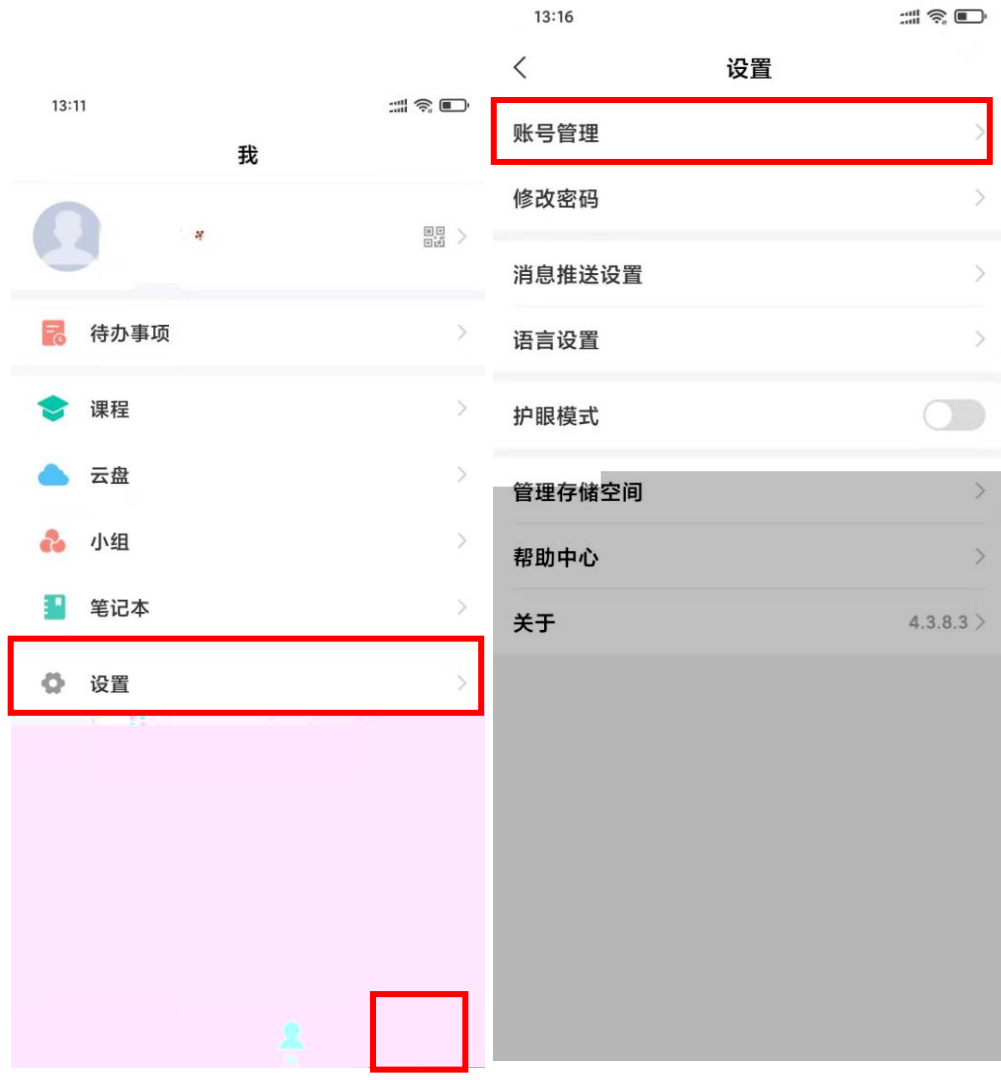 13:11
我
待办事项
课程
云盘
小组
笔记本
设置
13:16
设置
账号管理
修改密码
消息推送设置
语言设置
护眼模式
管理存储空间
帮助中心
关于 4.3.8.3